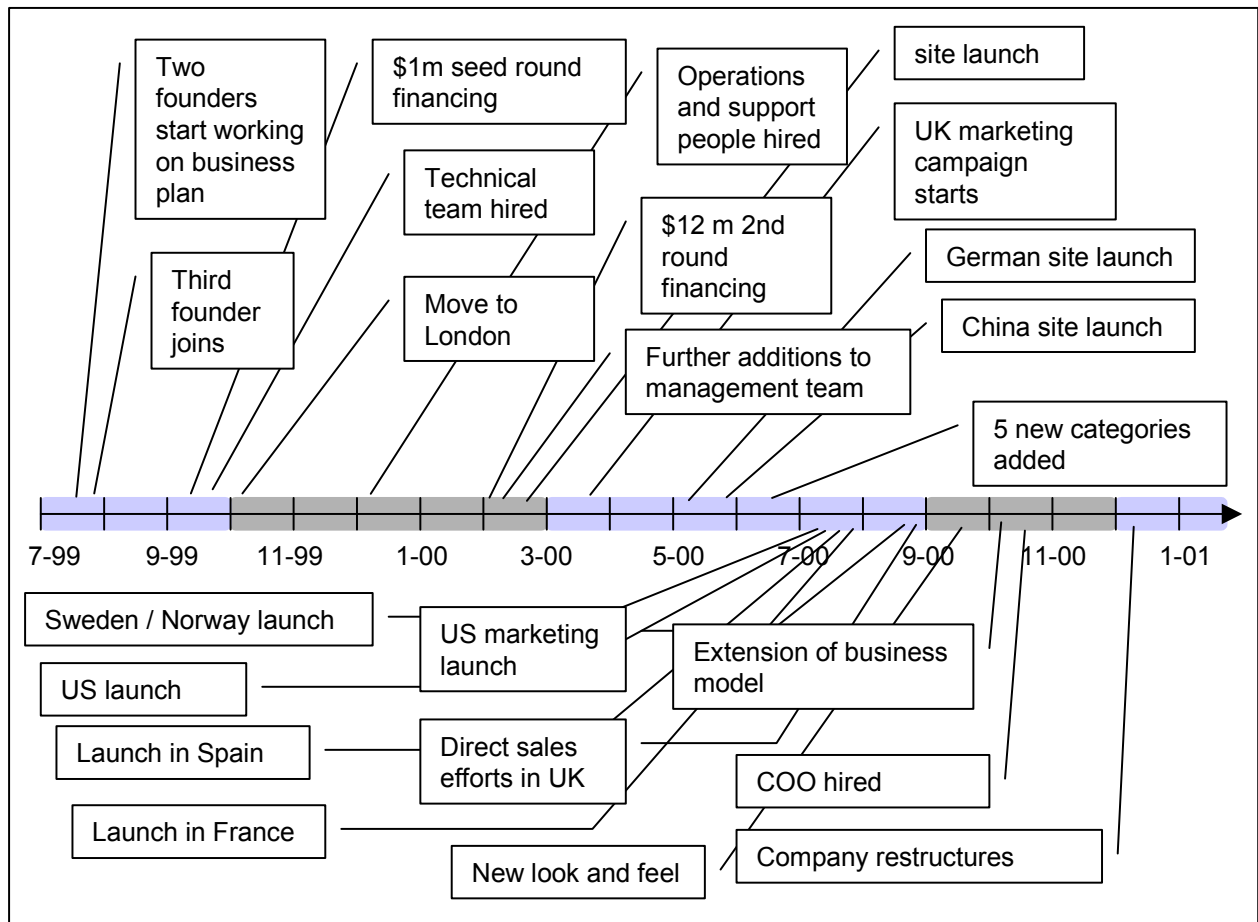 Two
founders
start working
on business
plan
$1m seed round
financing
Operations
and support
people hired
site launch
UK marketing
campaign
starts
Technical
team hired
$12 m 2nd
round
financing
German site launch
Third
founder
joins
Move to
London
China site launch
Further additions to
management team
5 new categories
added
7-99 9-99 11-99 1-00 3-00 5-00 7-00 9-00 11-00 1-01
Sweden / Norway launch
US marketing
launch
Extension of business
model
US launch
Launch in Spain
Direct sales
efforts in UK
COO hired
Launch in France
New look and feel
Company restructures